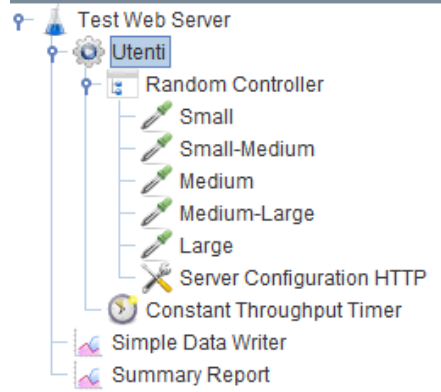 Test Web Server
Utenti
Random Controller
Small
Small-Medium
Medium
Medium-Large
Large
Server Configuration HTTP
Constant Throughput Timer
Simple Data Writer
Summary Report